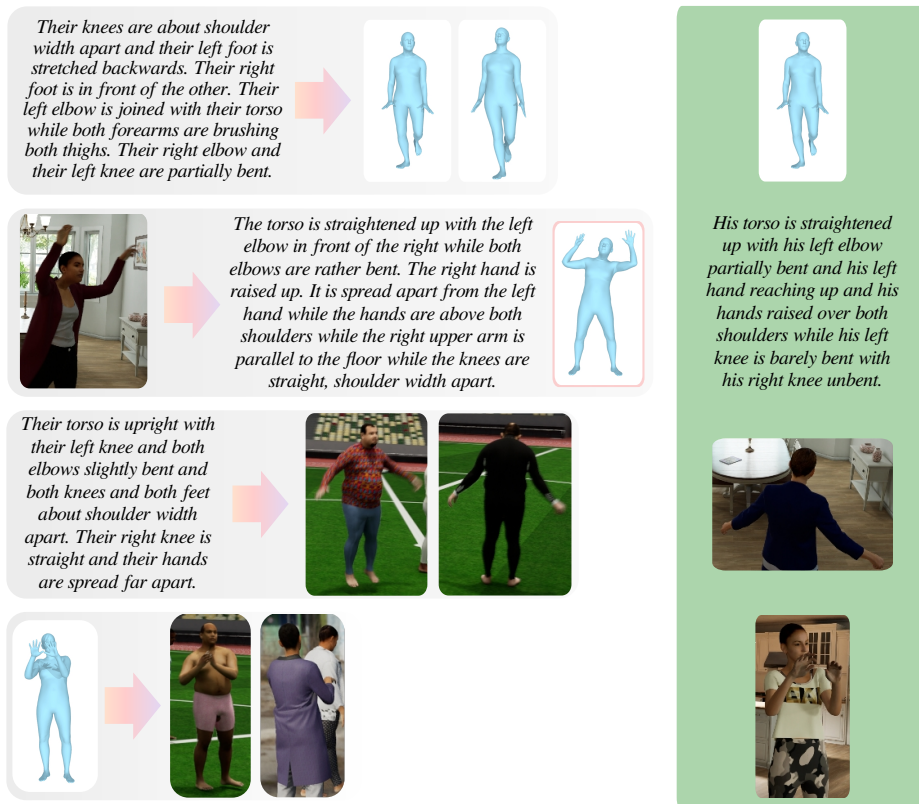 Their knees are about shoulder
width apart and their left foot is
stretched backwards. Their right
foot is in front of the other. Their
left elbow is joined with their torso
while both forearms are brushing
both thighs. Their right elbow and
their left knee are partially bent.
The torso is straightened up with the left
elbow in front of the right while both
elbows are rather bent. The right hand is
raised up. It is spread apart from the left
hand while the hands are above both
shoulders while the right upper arm is
parallel to the floor while the knees are
straight, shoulder width apart.
His torso is straightened
up with his left elbow
partially bent and his left
hand reaching up and his
hands raised over both
shoulders while his left
knee is barely bent with
his right knee unbent.
Their torso is upright with
their left knee and both
elbows slightly bent and
both knees and both feet
about shoulder width
apart. Their right knee is
straight and their hands
are spread far apart.